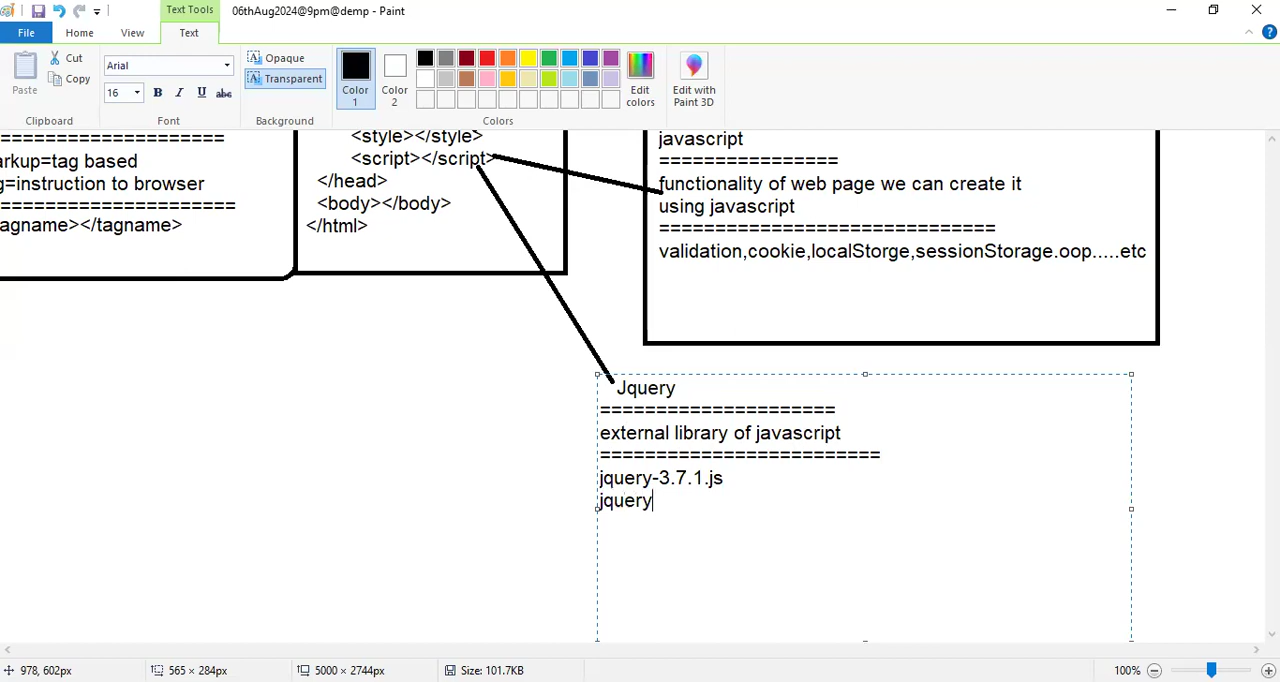 Text Tools
06thAug2024@9pm@demp - Paint
File
Home
View
Text
Paste
Cut
Copy
Arial
16
B I U abc
Opaque
Transparent
Color 1
Color 2
Edit colors
Edit with Paint 3D
Clipboard
Font
Background
Colors
====================
arkup=tag based
g=instruction to browser
=====================
agname></tagname>
<style></style>
<script></script>
</head>
<body></body>
</html>
javascript
================
functionality of web page we can create it
using javascript
==============================
validation,cookie,localStorge,sessionStorage.oop.....etc
Jquery
=====================
external library of javascript
=========================
jquery-3.7.1.js
jquery
978, 602px
565 × 284px
5000 × 2744px
Size: 101.7KB
100%